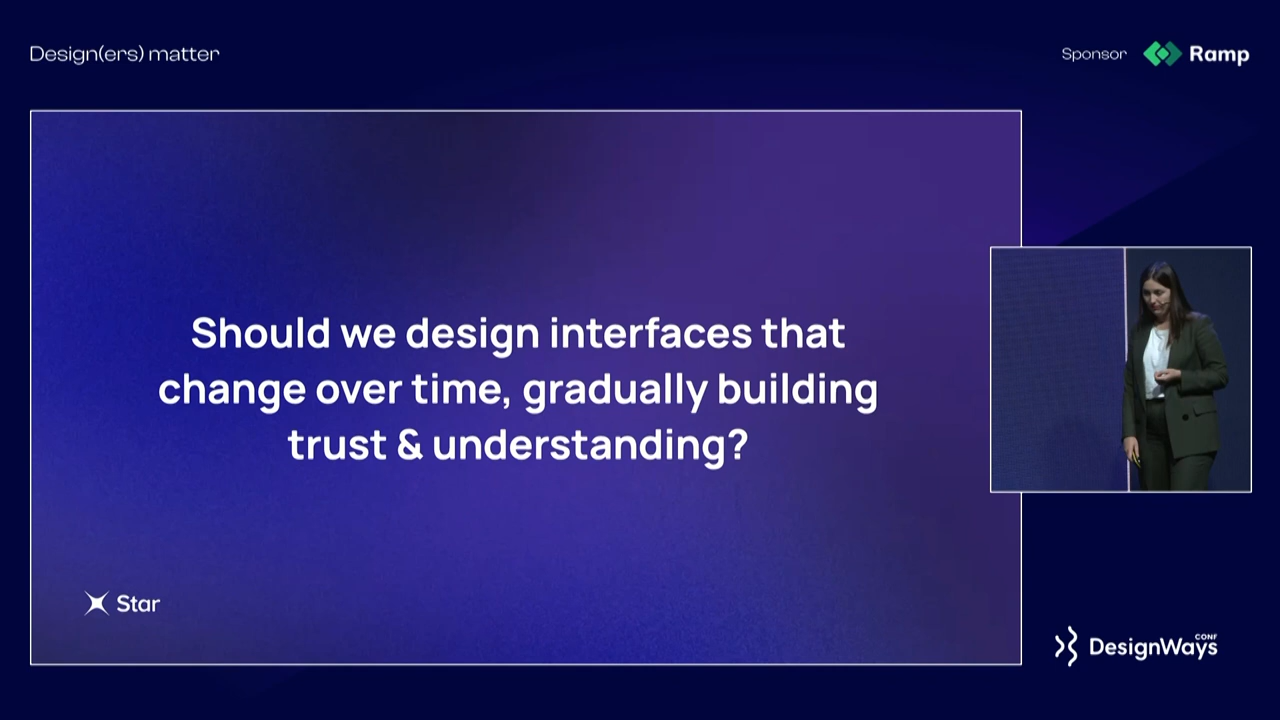 Design(ers) matter
Sponsor Ramp
Should we design interfaces that
change over time, gradually building
trust & understanding?
Star
DesignWays CONF